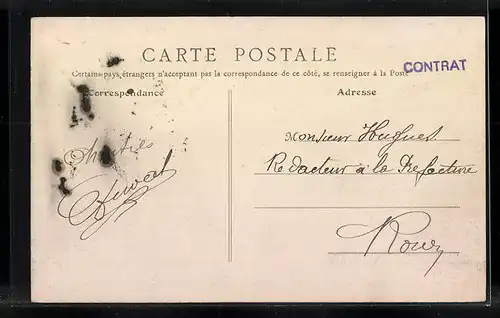 CARTE POSTALE
Certains pays étrangers n'acceptant pas la correspondance de ce côté, se renseigner à la Poste
CONTRAT
Correspondance
Adresse
Monsieur Hugues
Rédacteur à la Préfecture